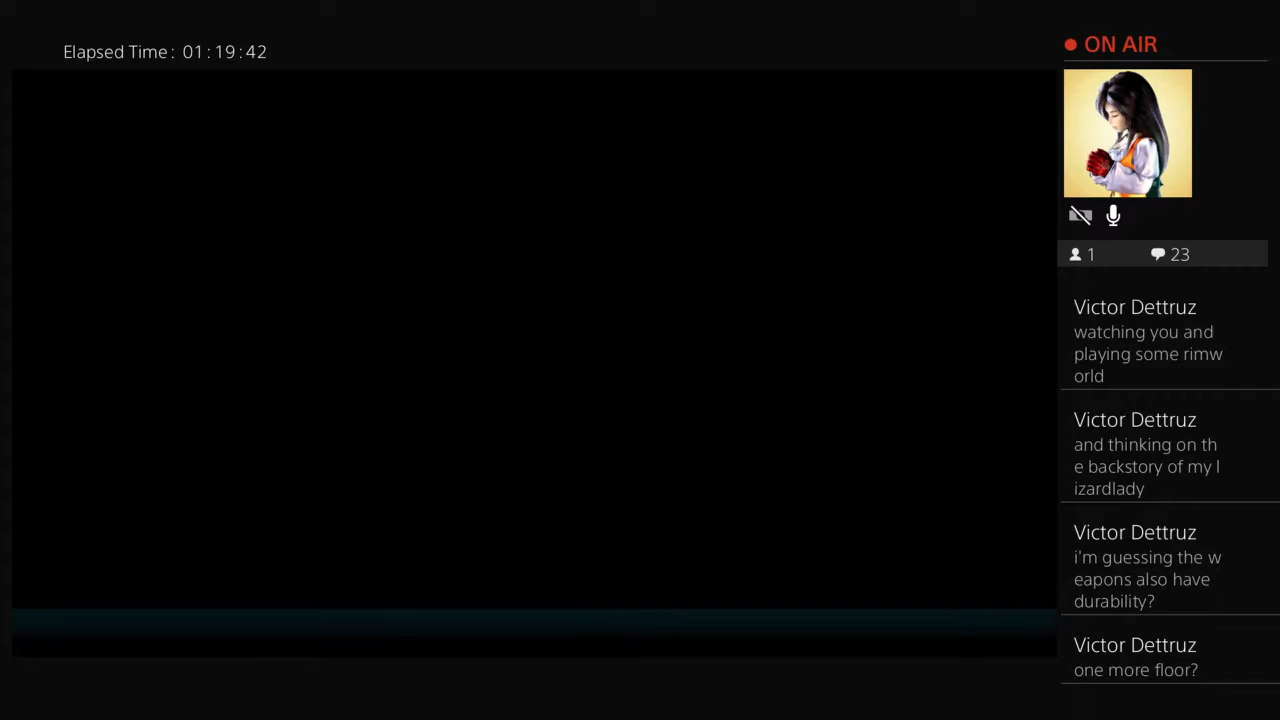 Elapsed Time: 01:19:42
ON AIR
1 23
Victor Dettruz
watching you and
playing some rimw
orld
Victor Dettruz
and thinking on th
e backstory of my l
izardlady
Victor Dettruz
i'm guessing the w
eapons also have
durability?
Victor Dettruz
one more floor?